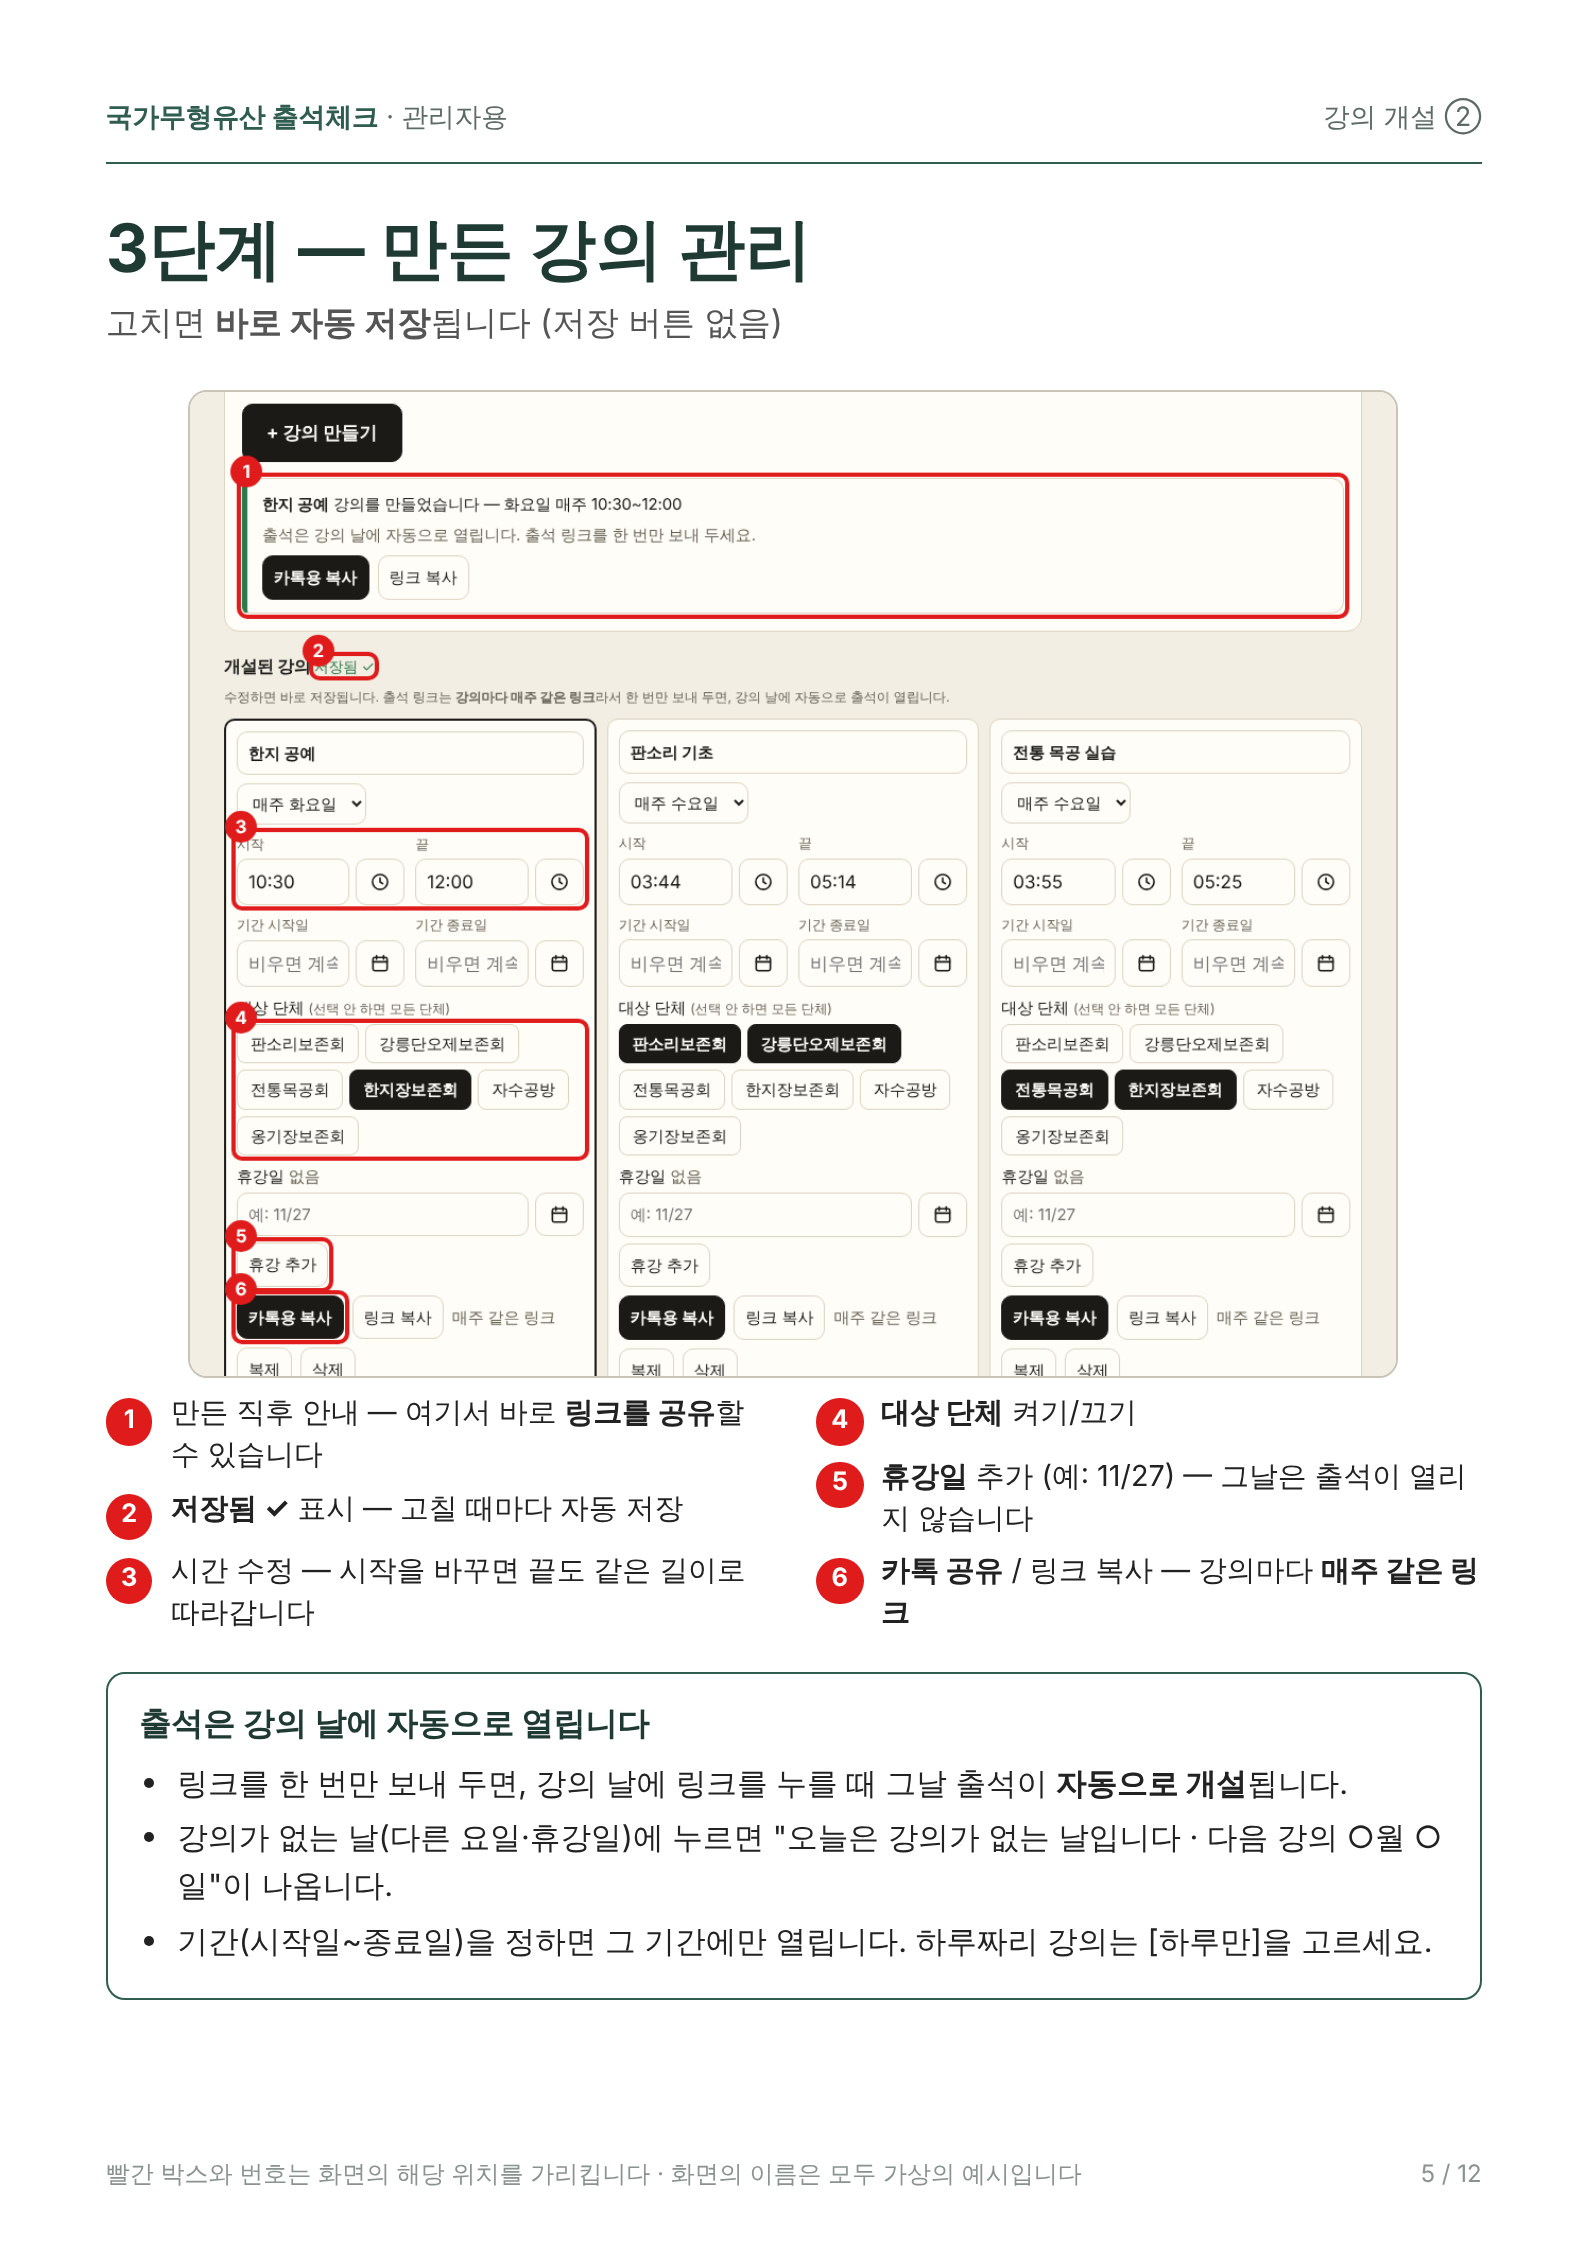 국가무형유산 출석체크 · 관리자용
강의 개설 ②
3단계 — 만든 강의 관리
고치면 바로 자동 저장됩니다 (저장 버튼 없음)
+ 강의 만들기
1
한지 공예 강의를 만들었습니다 — 화요일 매주 10:30~12:00
출석은 강의 날에 자동으로 열립니다. 출석 링크를 한 번만 보내 두세요.
카톡용 복사 링크 복사
2
개설된 강의 저장됨 ✓
수정하면 바로 저장됩니다. 출석 링크는 강의마다 매주 같은 링크라서 한 번만 보내 두면, 강의 날에 자동으로 출석이 열립니다.
한지 공예
매주 화요일
3
시작 끝
10:30 12:00
기간 시작일 기간 종료일
비우면 계속 비우면 계속
4
대상 단체 (선택 안 하면 모든 단체)
판소리보존회 강릉단오제보존회
전통목공회 한지장보존회 자수공방
옹기장보존회
휴강일 없음
예: 11/27
5
휴강 추가
6
카톡용 복사 링크 복사 매주 같은 링크
복제 삭제
판소리 기초
매주 수요일
시작 끝
03:44 05:14
기간 시작일 기간 종료일
비우면 계속 비우면 계속
대상 단체 (선택 안 하면 모든 단체)
판소리보존회 강릉단오제보존회
전통목공회 한지장보존회 자수공방
옹기장보존회
휴강일 없음
예: 11/27
휴강 추가
카톡용 복사 링크 복사 매주 같은 링크
복제 삭제
전통 목공 실습
매주 수요일
시작 끝
03:55 05:25
기간 시작일 기간 종료일
비우면 계속 비우면 계속
대상 단체 (선택 안 하면 모든 단체)
판소리보존회 강릉단오제보존회
전통목공회 한지장보존회 자수공방
옹기장보존회
휴강일 없음
예: 11/27
휴강 추가
카톡용 복사 링크 복사 매주 같은 링크
복제 삭제
1 만든 직후 안내 — 여기서 바로 링크를 공유할
수 있습니다
2 저장됨 ✓ 표시 — 고칠 때마다 자동 저장
3 시간 수정 — 시작을 바꾸면 끝도 같은 길이로
따라갑니다
4 대상 단체 켜기/끄기
5 휴강일 추가 (예: 11/27) — 그날은 출석이 열리
지 않습니다
6 카톡 공유 / 링크 복사 — 강의마다 매주 같은 링
크
출석은 강의 날에 자동으로 열립니다
• 링크를 한 번만 보내 두면, 강의 날에 링크를 누를 때 그날 출석이 자동으로 개설됩니다.
• 강의가 없는 날(다른 요일·휴강일)에 누르면 "오늘은 강의가 없는 날입니다 · 다음 강의 ○월 ○
일"이 나옵니다.
• 기간(시작일~종료일)을 정하면 그 기간에만 열립니다. 하루짜리 강의는 [하루만]을 고르세요.
빨간 박스와 번호는 화면의 해당 위치를 가리킵니다 · 화면의 이름은 모두 가상의 예시입니다
5 / 12